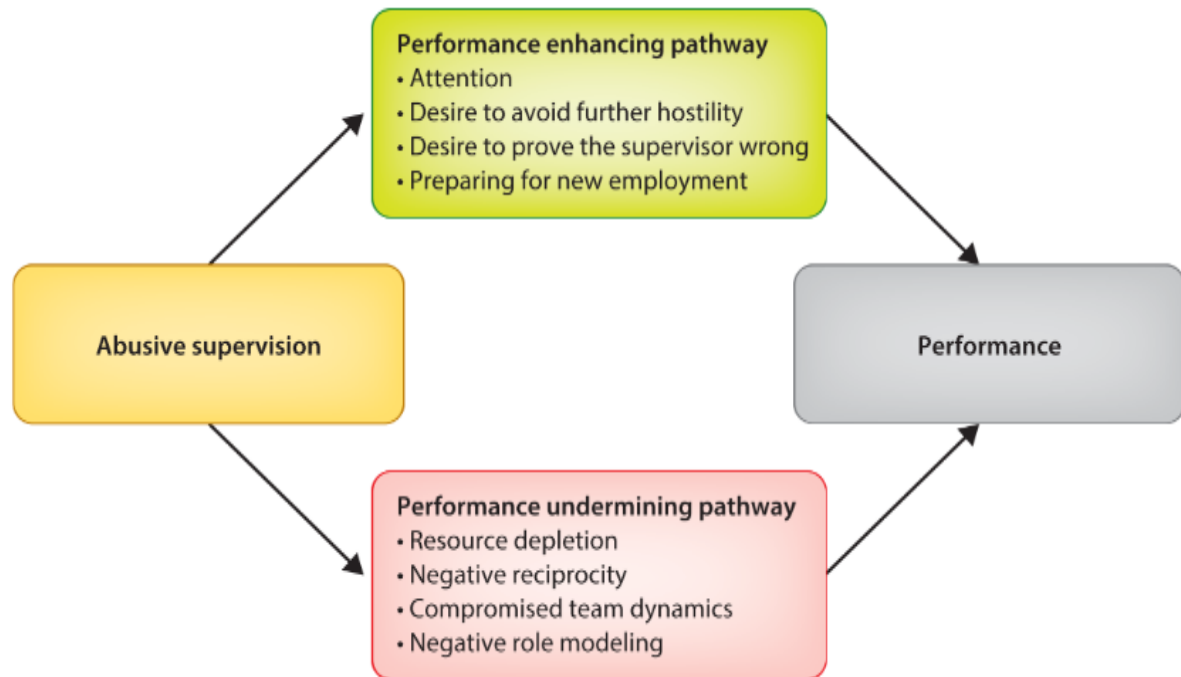 Performance enhancing pathway
• Attention
• Desire to avoid further hostility
• Desire to prove the supervisor wrong
• Preparing for new employment
Abusive supervision
Performance
Performance undermining pathway
• Resource depletion
• Negative reciprocity
• Compromised team dynamics
• Negative role modeling